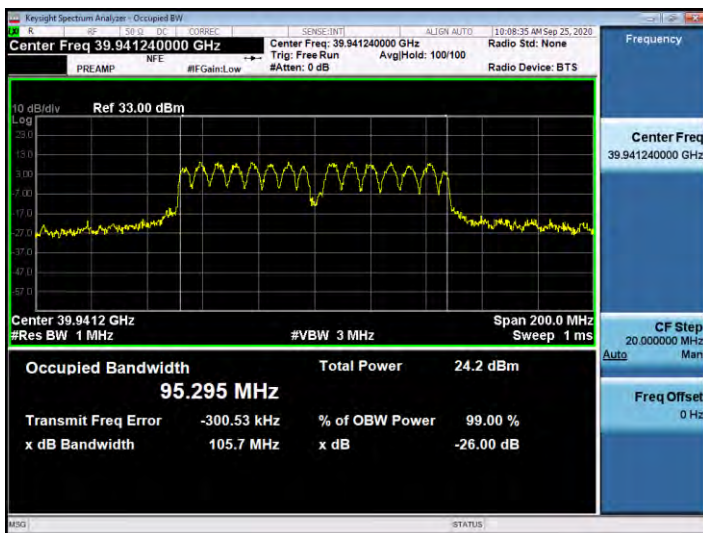 Keysight Spectrum Analyzer - Occupied BW
R RF 50 Ω DC CORREC SENSE:INT ALIGN AUTO 10:08:35 AM Sep 25, 2020
Center Freq 39.941240000 GHz
Center Freq: 39.941240000 GHz
Radio Std: None
Trig: Free Run Avg|Hold: 100/100
PREAMP NFE #IFGain:Low #Atten: 0 dB Radio Device: BTS
Frequency
10 dB/div Ref 33.00 dBm
Log
23.0
13.0
3.00
-7.00
-17.0
-27.0
-37.0
-47.0
-57.0
Center 39.9412 GHz Span 200.0 MHz
#Res BW 1 MHz #VBW 3 MHz Sweep 1 ms
Occupied Bandwidth Total Power 24.2 dBm
95.295 MHz
Transmit Freq Error -300.53 kHz % of OBW Power 99.00 %
x dB Bandwidth 105.7 MHz x dB -26.00 dB
Center Freq
39.941240000 GHz
CF Step
20.000000 MHz
Auto Man
Freq Offset
0 Hz
MSG STATUS